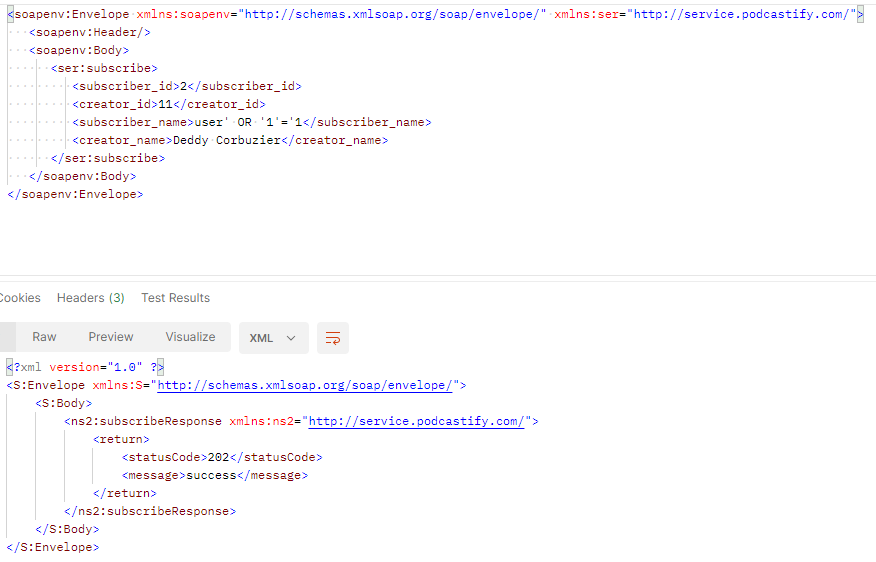 <soapenv:Envelope xmlns:soapenv="http://schemas.xmlsoap.org/soap/envelope/" xmlns:ser="http://service.podcastify.com/">
<soapenv:Header/>
<soapenv:Body>
<ser:subscribe>
<subscriber_id>2</subscriber_id>
<creator_id>11</creator_id>
<subscriber_name>user' OR '1'='1</subscriber_name>
<creator_name>Deddy Corbuzier</creator_name>
</ser:subscribe>
</soapenv:Body>
</soapenv:Envelope>
Cookies Headers (3) Test Results
Raw Preview Visualize XML
<?xml version="1.0" ?>
<S:Envelope xmlns:S="http://schemas.xmlsoap.org/soap/envelope/">
<S:Body>
<ns2:subscribeResponse xmlns:ns2="http://service.podcastify.com/">
<return>
<statusCode>202</statusCode>
<message>success</message>
</return>
</ns2:subscribeResponse>
</S:Body>
</S:Envelope>